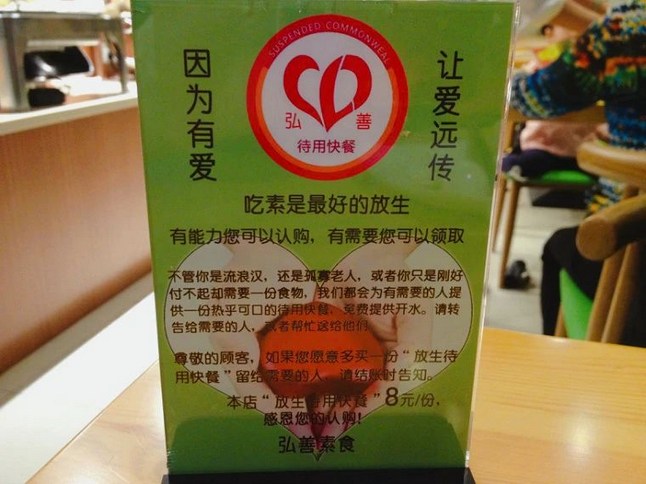 因为有爱
让爱远传
SUSPENDED COMMONWEAL
弘 善
待用快餐
吃素是最好的放生
有能力您可以认购，有需要您可以领取
不管你是流浪汉，还是孤寡老人，或者你只是刚好
付不起却需要一份食物，我们都会为有需要的人提
供一份热乎可口的待用快餐，免费提供开水。请转
告给需要的人，或者帮忙送给他们
尊敬的顾客，如果您愿意多买一份“放生待
用快餐”留给需要的人，请结账时告知。
本店“放生待用快餐”8元/份，
感恩您的认购!
弘善素食